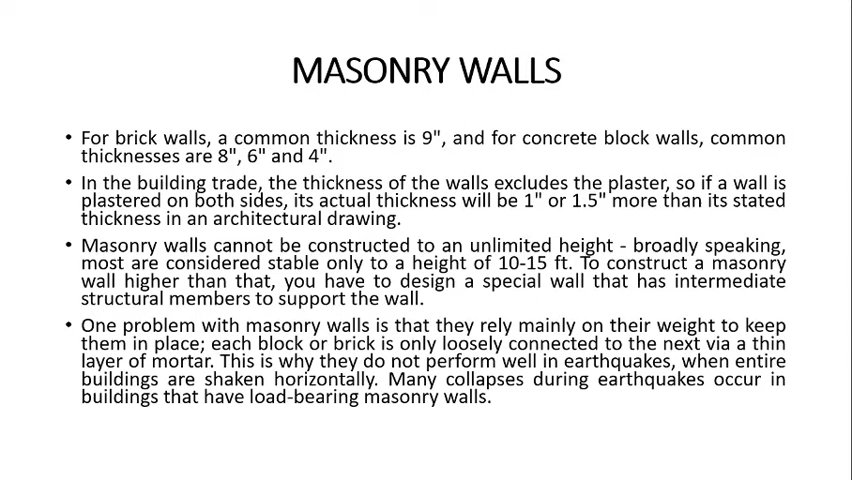 MASONRY WALLS
• For brick walls, a common thickness is 9", and for concrete block walls, common
thicknesses are 8", 6" and 4".
• In the building trade, the thickness of the walls excludes the plaster, so if a wall is
plastered on both sides, its actual thickness will be 1" or 1.5" more than its stated
thickness in an architectural drawing.
• Masonry walls cannot be constructed to an unlimited height - broadly speaking,
most are considered stable only to a height of 10-15 ft. To construct a masonry
wall higher than that, you have to design a special wall that has intermediate
structural members to support the wall.
• One problem with masonry walls is that they rely mainly on their weight to keep
them in place; each block or brick is only loosely connected to the next via a thin
layer of mortar. This is why they do not perform well in earthquakes, when entire
buildings are shaken horizontally. Many collapses during earthquakes occur in
buildings that have load-bearing masonry walls.